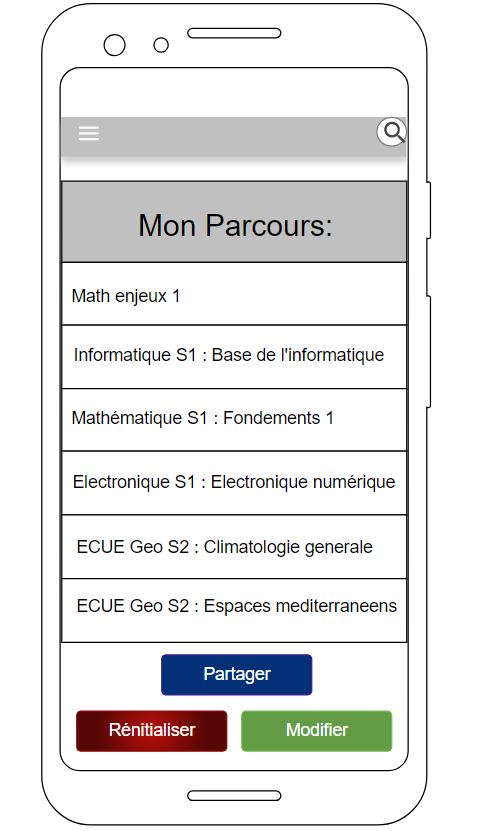 Mon Parcours:
Math enjeux 1
Informatique S1 : Base de l'informatique
Mathématique S1 : Fondements 1
Electronique S1 : Electronique numérique
ECUE Geo S2 : Climatologie generale
ECUE Geo S2 : Espaces mediterraneens
Partager
Rénitialiser
Modifier